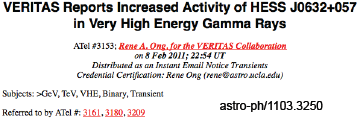 VERITAS Reports Increased Activity of HESS J0632+057
in Very High Energy Gamma Rays
ATel #3153; Rene A. Ong, for the VERITAS Collaboration
on 8 Feb 2011; 22:54 UT
Distributed as an Instant Email Notice Transients
Credential Certification: Rene Ong (rene@astro.ucla.edu)
Subjects: >GeV, TeV, VHE, Binary, Transient
astro-ph/1103.3250
Referred to by ATel #: 3161, 3180, 3209